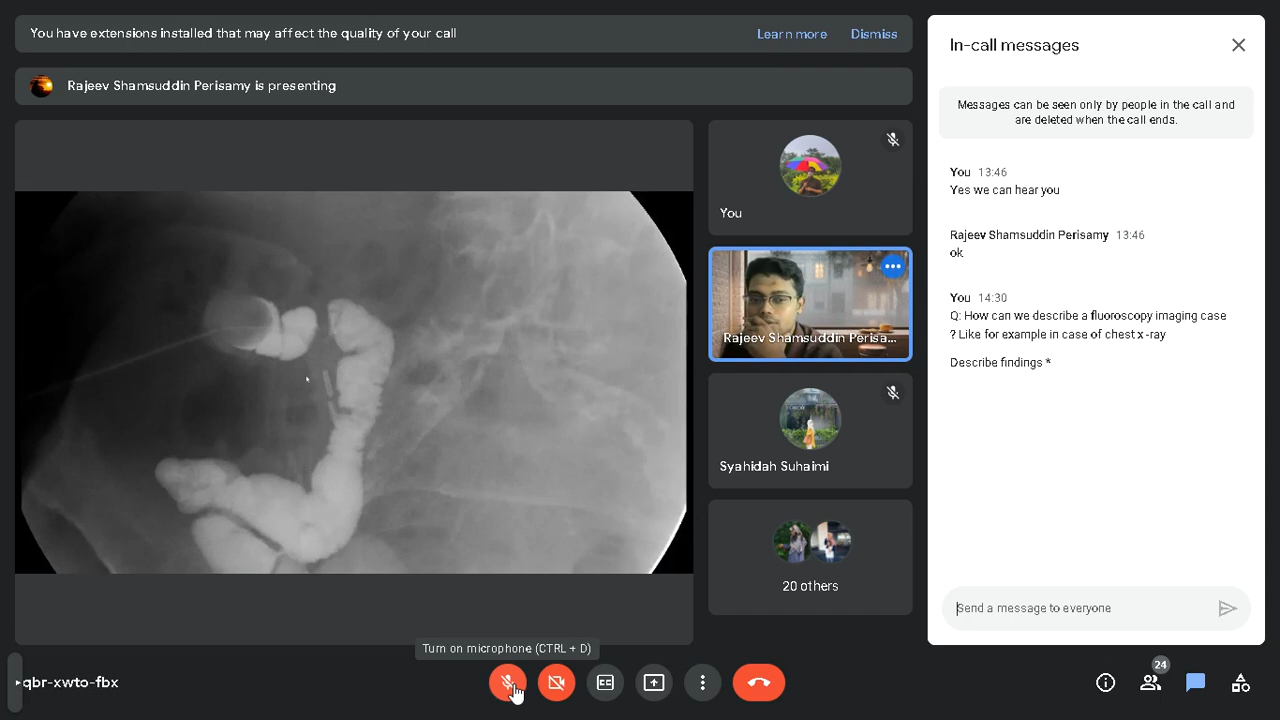 You have extensions installed that may affect the quality of your call
Learn more
Dismiss
Rajeev Shamsuddin Perisamy is presenting
You
Rajeev Shamsuddin Perisa...
Syahidah Suhaimi
20 others
Turn on microphone (CTRL + D)
qbr-xwto-fbx
24
In-call messages
Messages can be seen only by people in the call and
are deleted when the call ends.
You 13:46
Yes we can hear you
Rajeev Shamsuddin Perisamy 13:46
ok
You 14:30
Q: How can we describe a fluoroscopy imaging case
? Like for example in case of chest x-ray
Describe findings *
Send a message to everyone